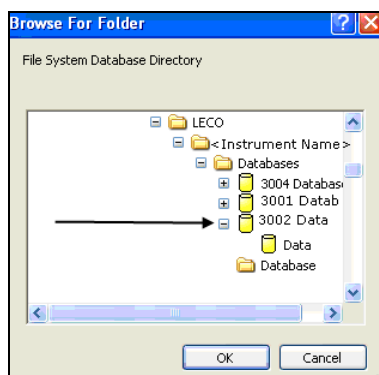 Browse For Folder
File System Database Directory
LECO
<Instrument Name>
Databases
3004 Databas
3001 Datab
3002 Data
Data
Database
OK Cancel